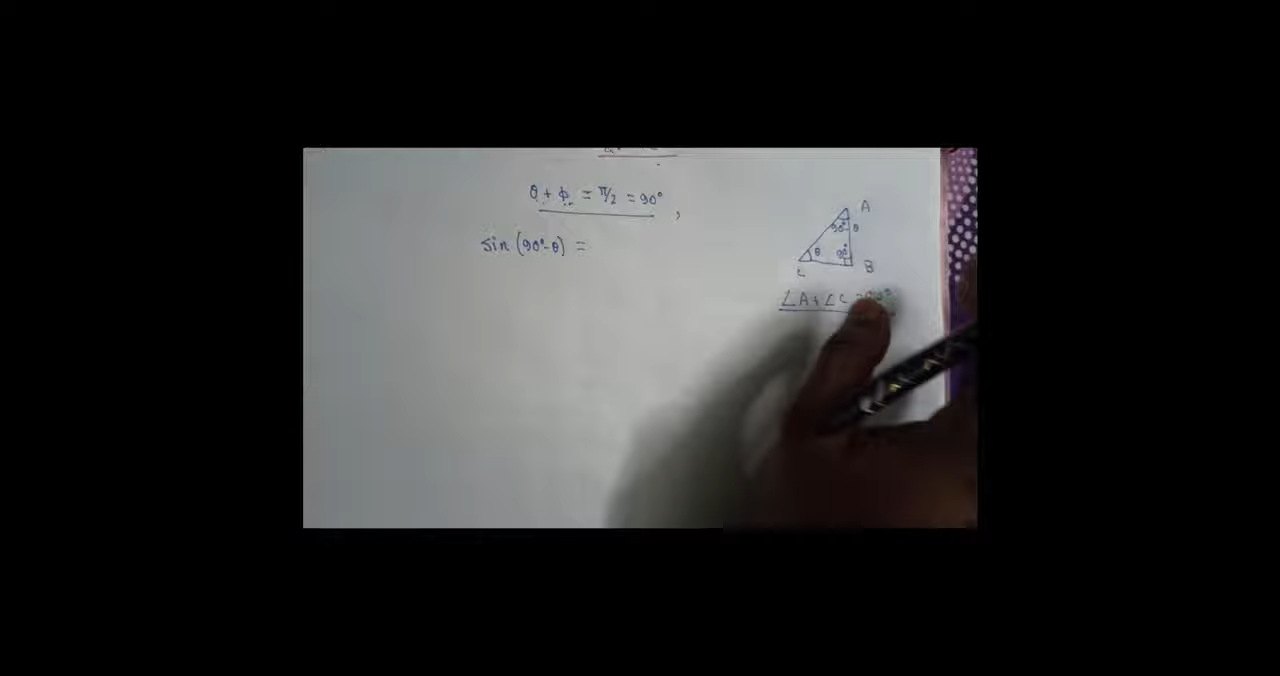 θ + ϕ = π/2 = 90° ,
sin (90°-θ) =
A
90°-θ
θ
90°
C
B
∠A + ∠C =